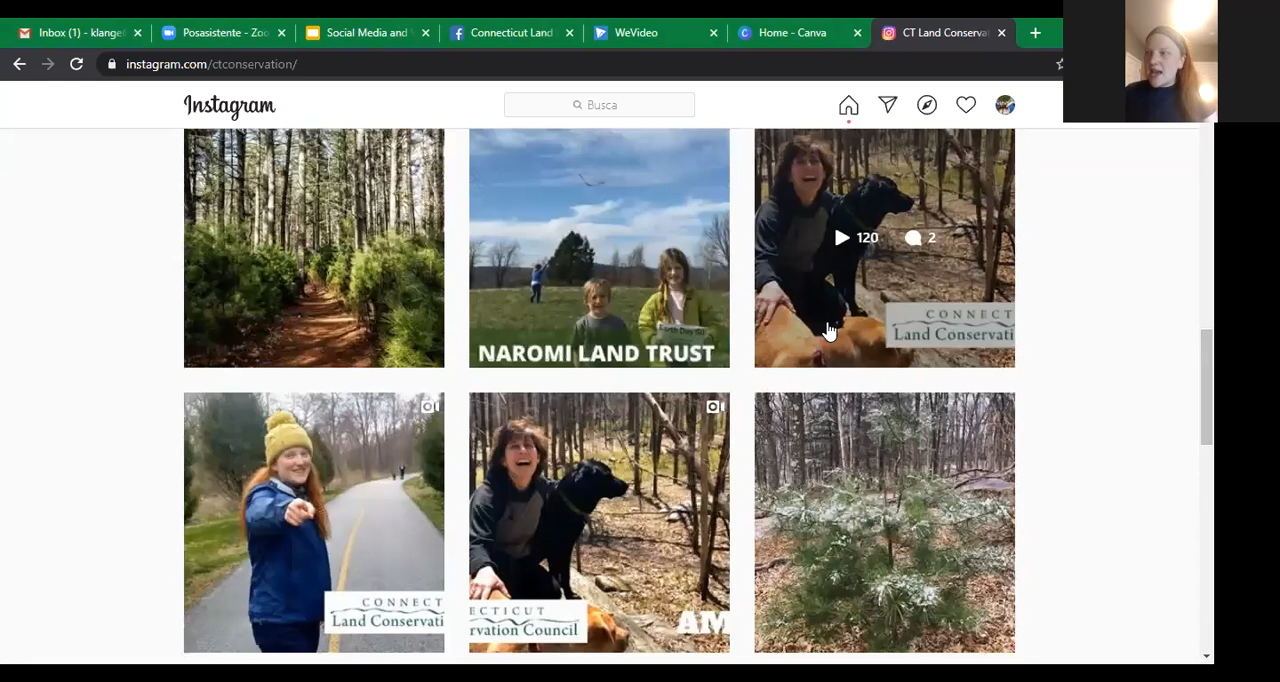 Inbox (1) - klange
Posasistente - Zoo
Social Media and
Connecticut Land
WeVideo
Home - Canva
CT Land Conserva
instagram.com/ctconservation/
Instagram
Busca
120 2
NAROMI LAND TRUST
CONNECT
Land Conservati
CONNECT
Land Conservati
ECTICUT
rvation Council
AM